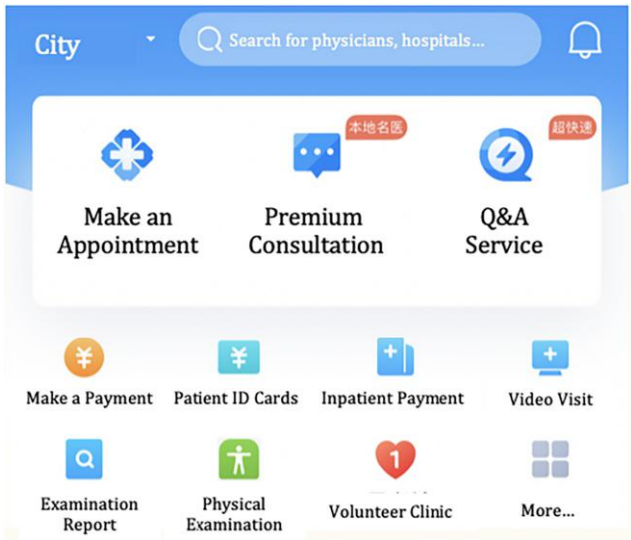 City
Search for physicians, hospitals...
本地名医
超快速
Make an
Appointment
Premium
Consultation
Q&A
Service
¥
¥
Make a Payment
Patient ID Cards
Inpatient Payment
Video Visit
1
Examination
Report
Physical
Examination
Volunteer Clinic
More...